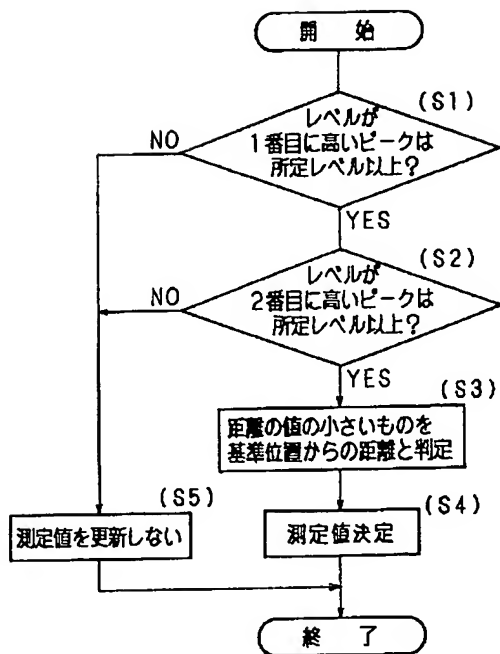 開 始
(S1)
レベルが
1番目に高いピークは
所定レベル以上?
NO
YES
(S2)
レベルが
2番目に高いピークは
所定レベル以上?
NO
YES
(S3)
距離の値の小さいものを
基準位置からの距離と判定
(S5)
測定値を更新しない
(S4)
測定値決定
終 了